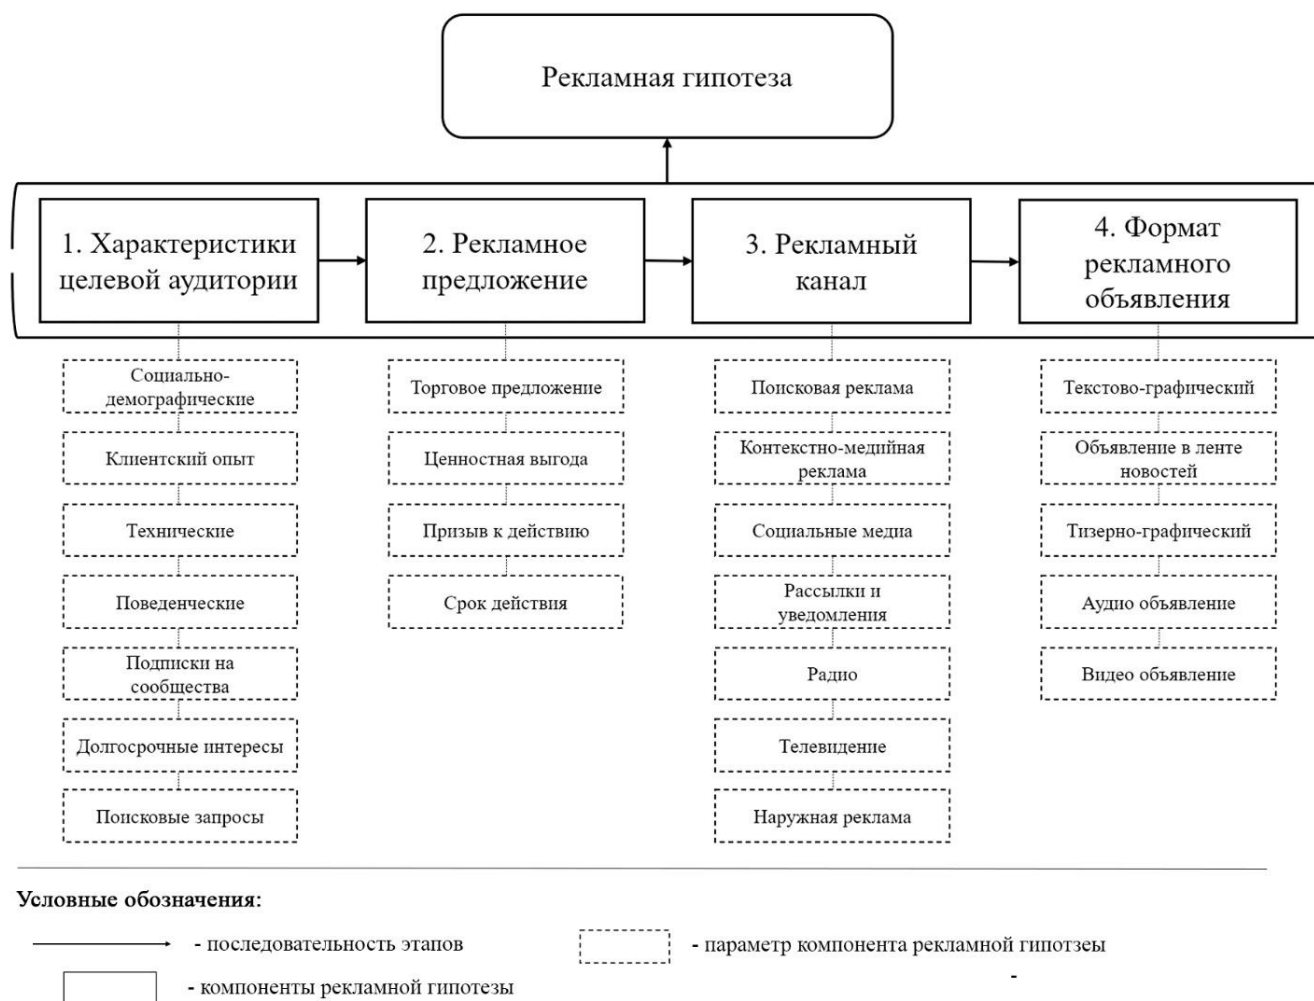 Рекламная гипотеза
1. Характеристики
целевой аудитории
2. Рекламное
предложение
3. Рекламный
канал
4. Формат
рекламного
объявления
Социально-
демографические
Клиентский опыт
Технические
Поведенческие
Подписки на
сообщества
Долгосрочные интересы
Поисковые запросы
Торговое предложение
Ценностная выгода
Призыв к действию
Срок действия
Поисковая реклама
Контекстно-медийная
реклама
Социальные медиа
Рассылки и
уведомления
Радио
Телевидение
Наружная реклама
Текстово-графический
Объявление в ленте
новостей
Тизерно-графический
Аудио объявление
Видео объявление
Условные обозначения:
- последовательность этапов
- параметр компонента рекламной гипотзеы
- компоненты рекламной гипотезы
-